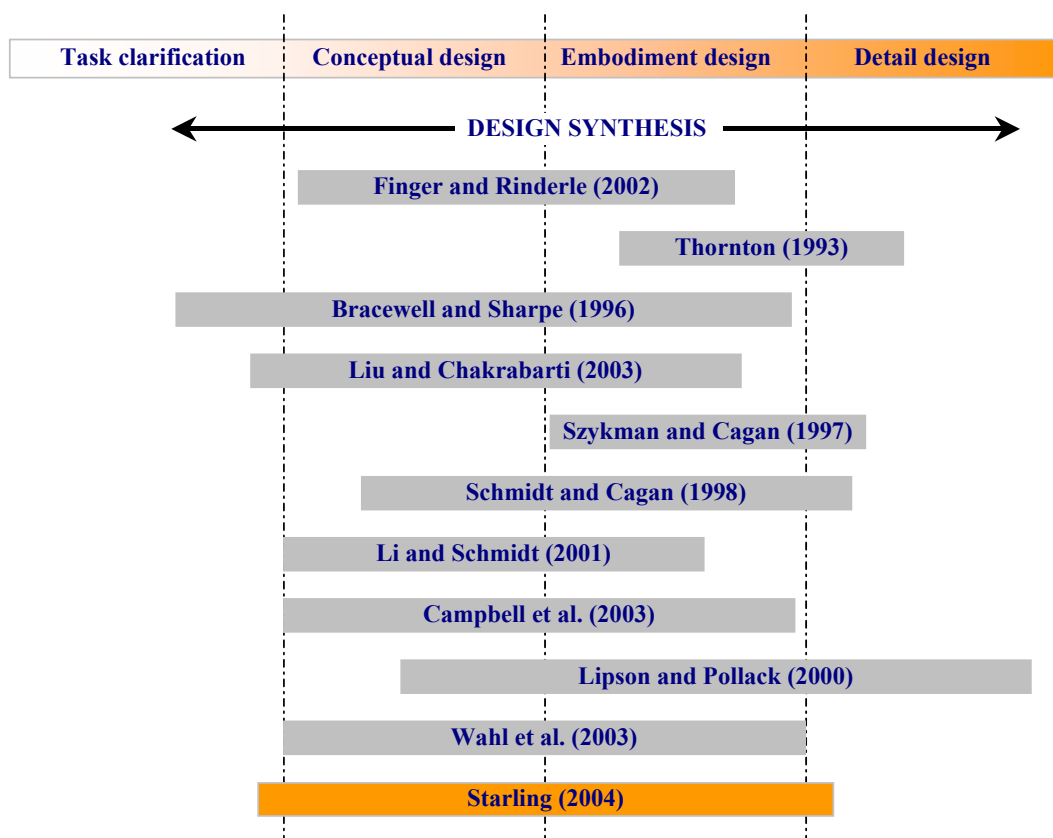 Task clarification Conceptual design Embodiment design Detail design
DESIGN SYNTHESIS
Finger and Rinderle (2002)
Thornton (1993)
Bracewell and Sharpe (1996)
Liu and Chakrabarti (2003)
Szykman and Cagan (1997)
Schmidt and Cagan (1998)
Li and Schmidt (2001)
Campbell et al. (2003)
Lipson and Pollack (2000)
Wahl et al. (2003)
Starling (2004)